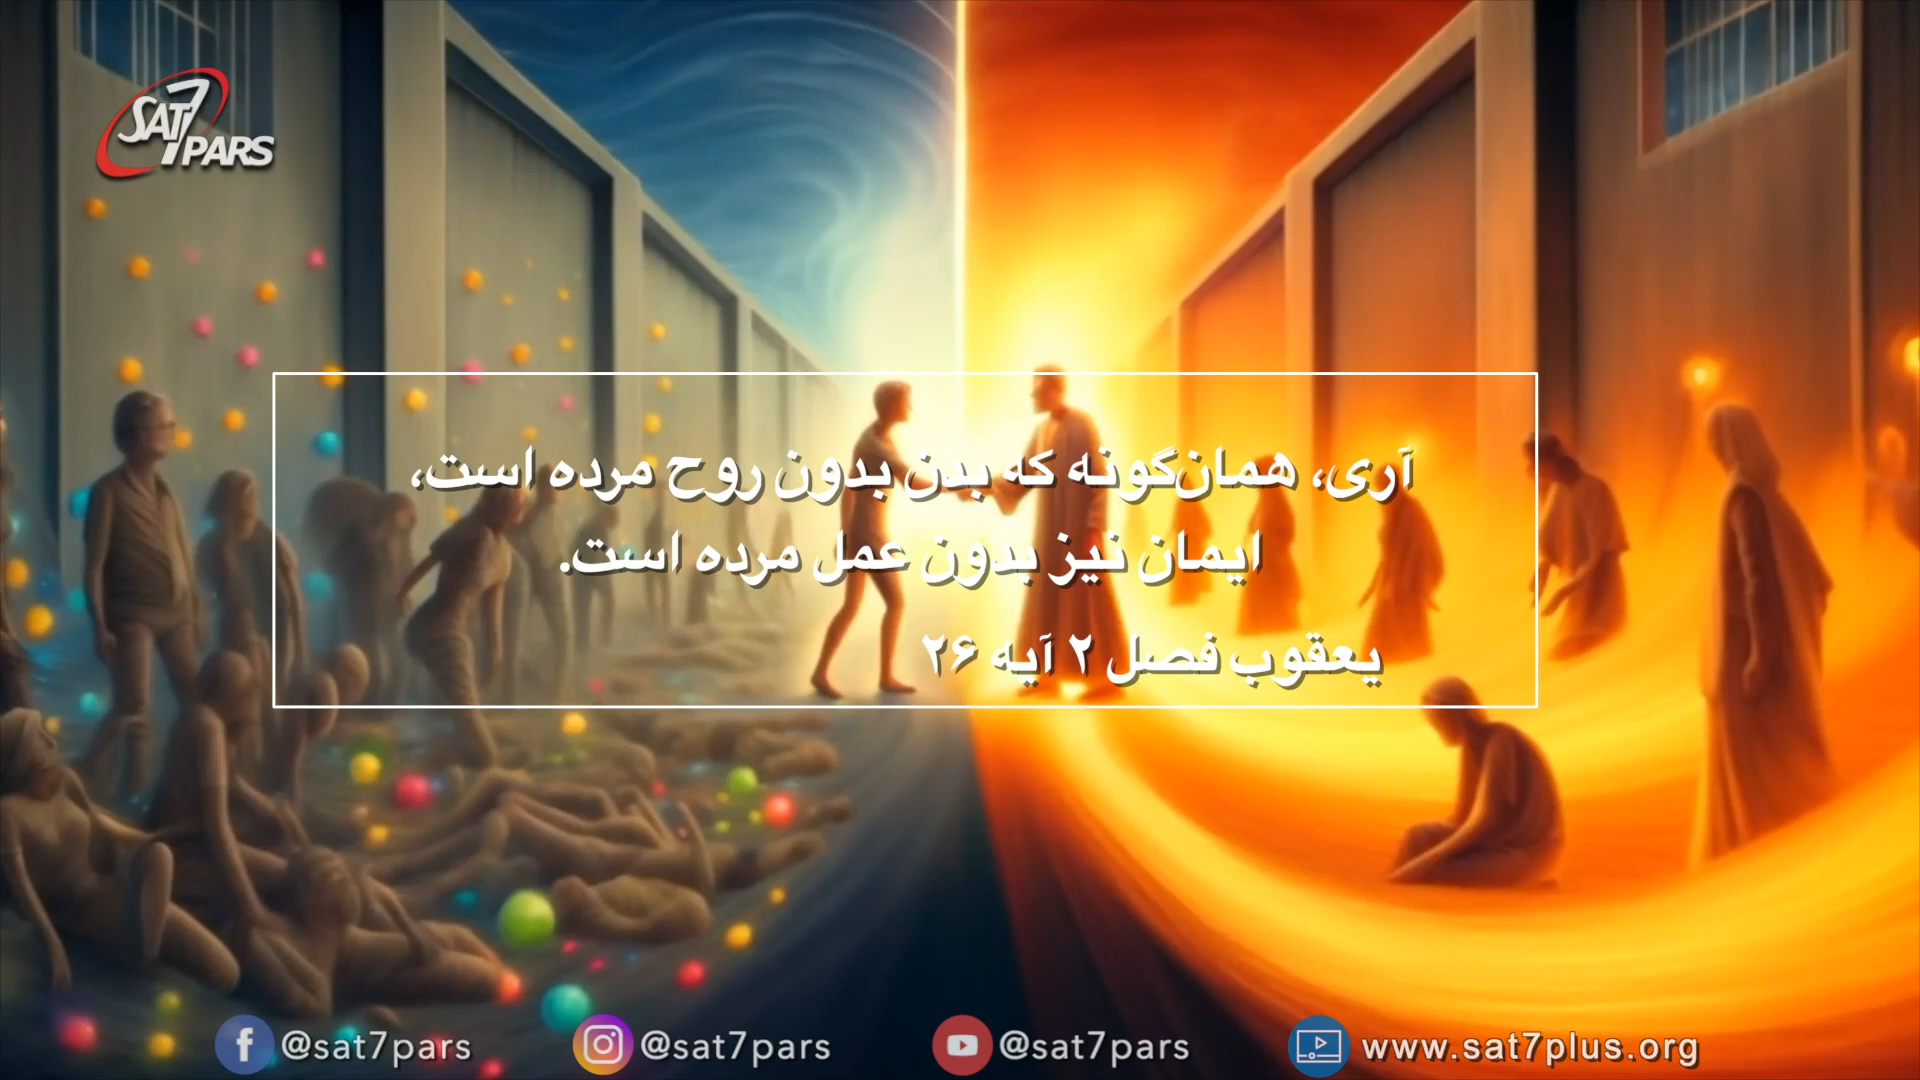 SAT7
PARS
آری، همان‌گونه که بدن بدون روح مرده است،
ایمان نیز بدون عمل مرده است.
یعقوب فصل ۲ آیه ۲۶
@sat7pars
@sat7pars
@sat7pars
www.sat7plus.org